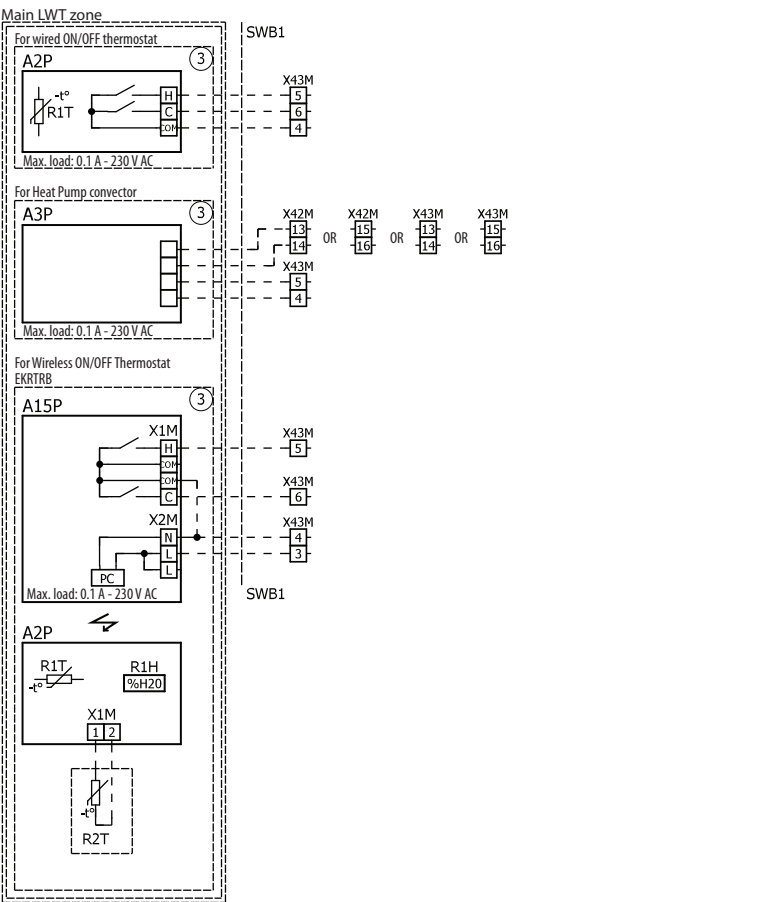 Main LWT zone
SWB1
For wired ON/OFF thermostat
3
A2P
-t°
R1T
H
C
COM
X43M
5
6
4
Max. load: 0.1 A - 230 V AC
For Heat Pump convector
3
A3P
X42M
13
14
OR
X42M
15
16
OR
X43M
13
14
OR
X43M
15
16
X43M
5
4
Max. load: 0.1 A - 230 V AC
For Wireless ON/OFF Thermostat
EKRTRB
3
A15P
X1M
H
COM
COM
C
X43M
5
X43M
6
X2M
N
L
L
X43M
4
3
PC
Max. load: 0.1 A - 230 V AC
SWB1
A2P
R1T
-t°
R1H
%H20
X1M
1 2
-t°
R2T